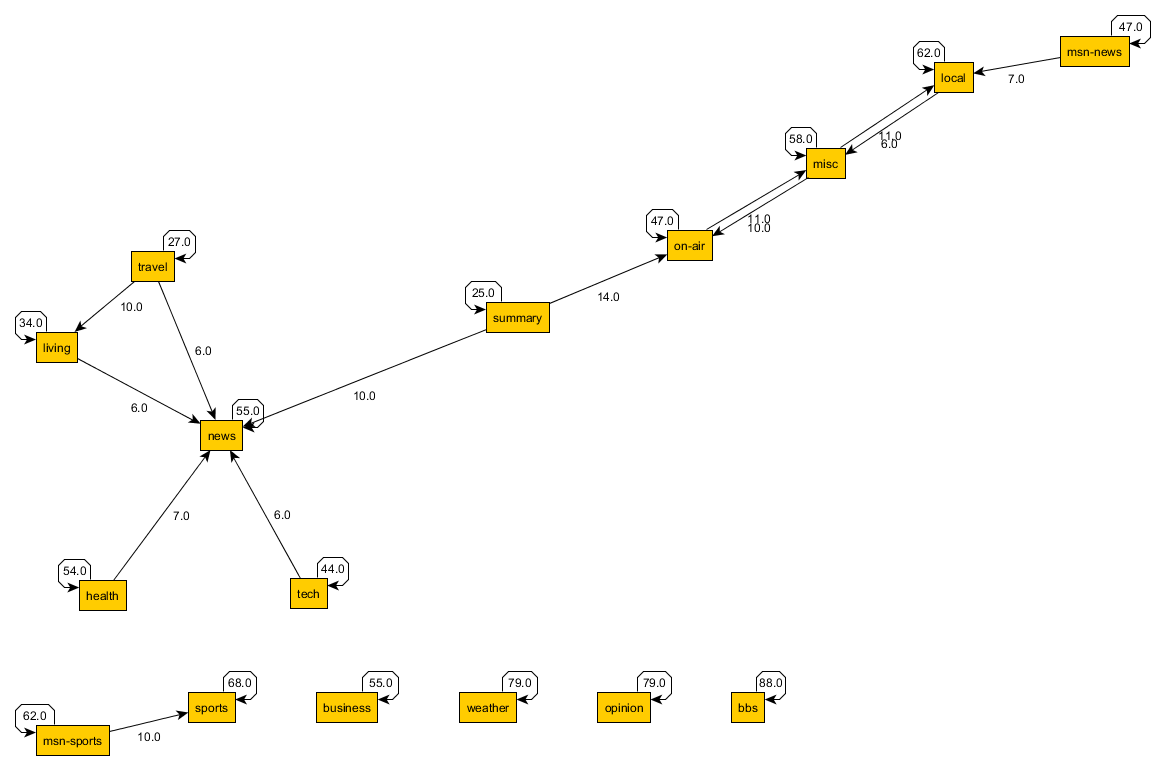 47.0
msn-news
62.0
local
7.0
11.0
6.0
58.0
misc
47.0
on-air
11.0
10.0
27.0
travel
25.0
summary
14.0
10.0
34.0
living
6.0
10.0
6.0
55.0
news
7.0
6.0
54.0
health
44.0
tech
68.0
sports
55.0
business
79.0
weather
79.0
opinion
88.0
bbs
62.0
msn-sports
10.0